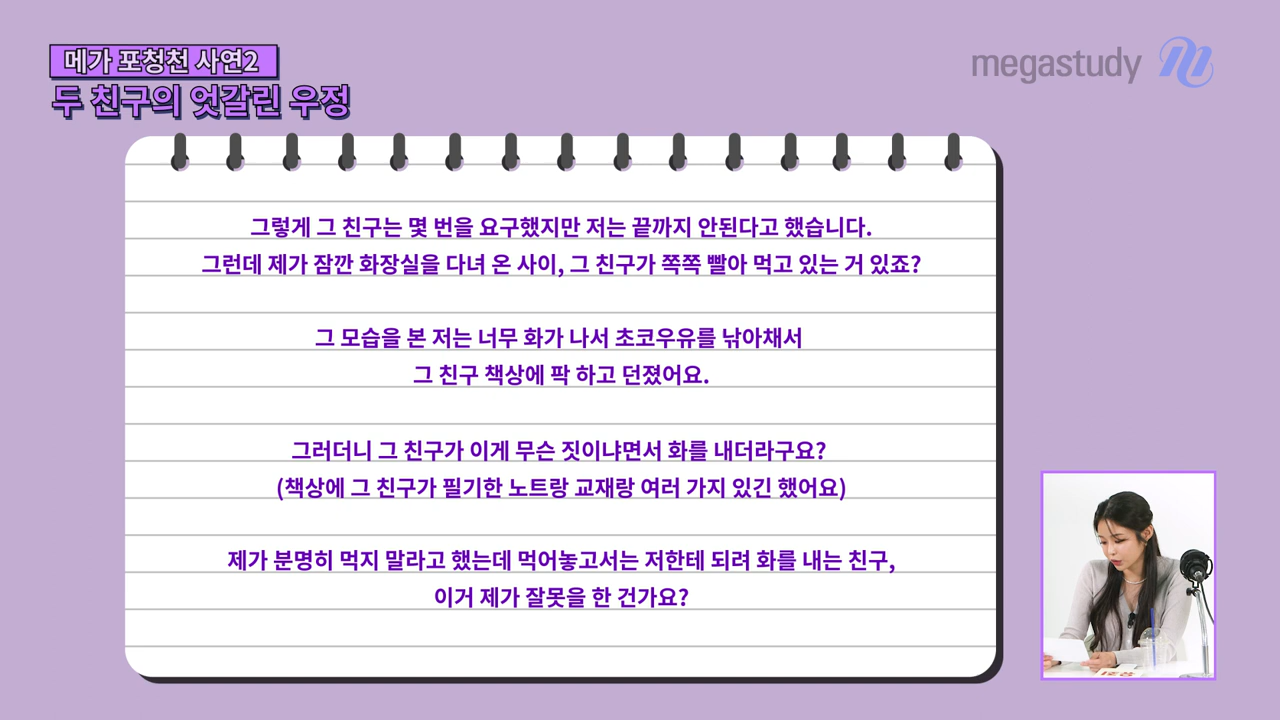 메가 포청천 사연2
두 친구의 엇갈린 우정
megastudy
그렇게 그 친구는 몇 번을 요구했지만 저는 끝까지 안된다고 했습니다.
그런데 제가 잠깐 화장실을 다녀 온 사이, 그 친구가 쪽쪽 빨아 먹고 있는 거 있죠?
그 모습을 본 저는 너무 화가 나서 초코우유를 낚아채서
그 친구 책상에 팍 하고 던졌어요.
그러더니 그 친구가 이게 무슨 짓이냐면서 화를 내더라구요?
(책상에 그 친구가 필기한 노트랑 교재랑 여러 가지 있긴 했어요)
제가 분명히 먹지 말라고 했는데 먹어놓고서는 저한테 되려 화를 내는 친구,
이거 제가 잘못을 한 건가요?